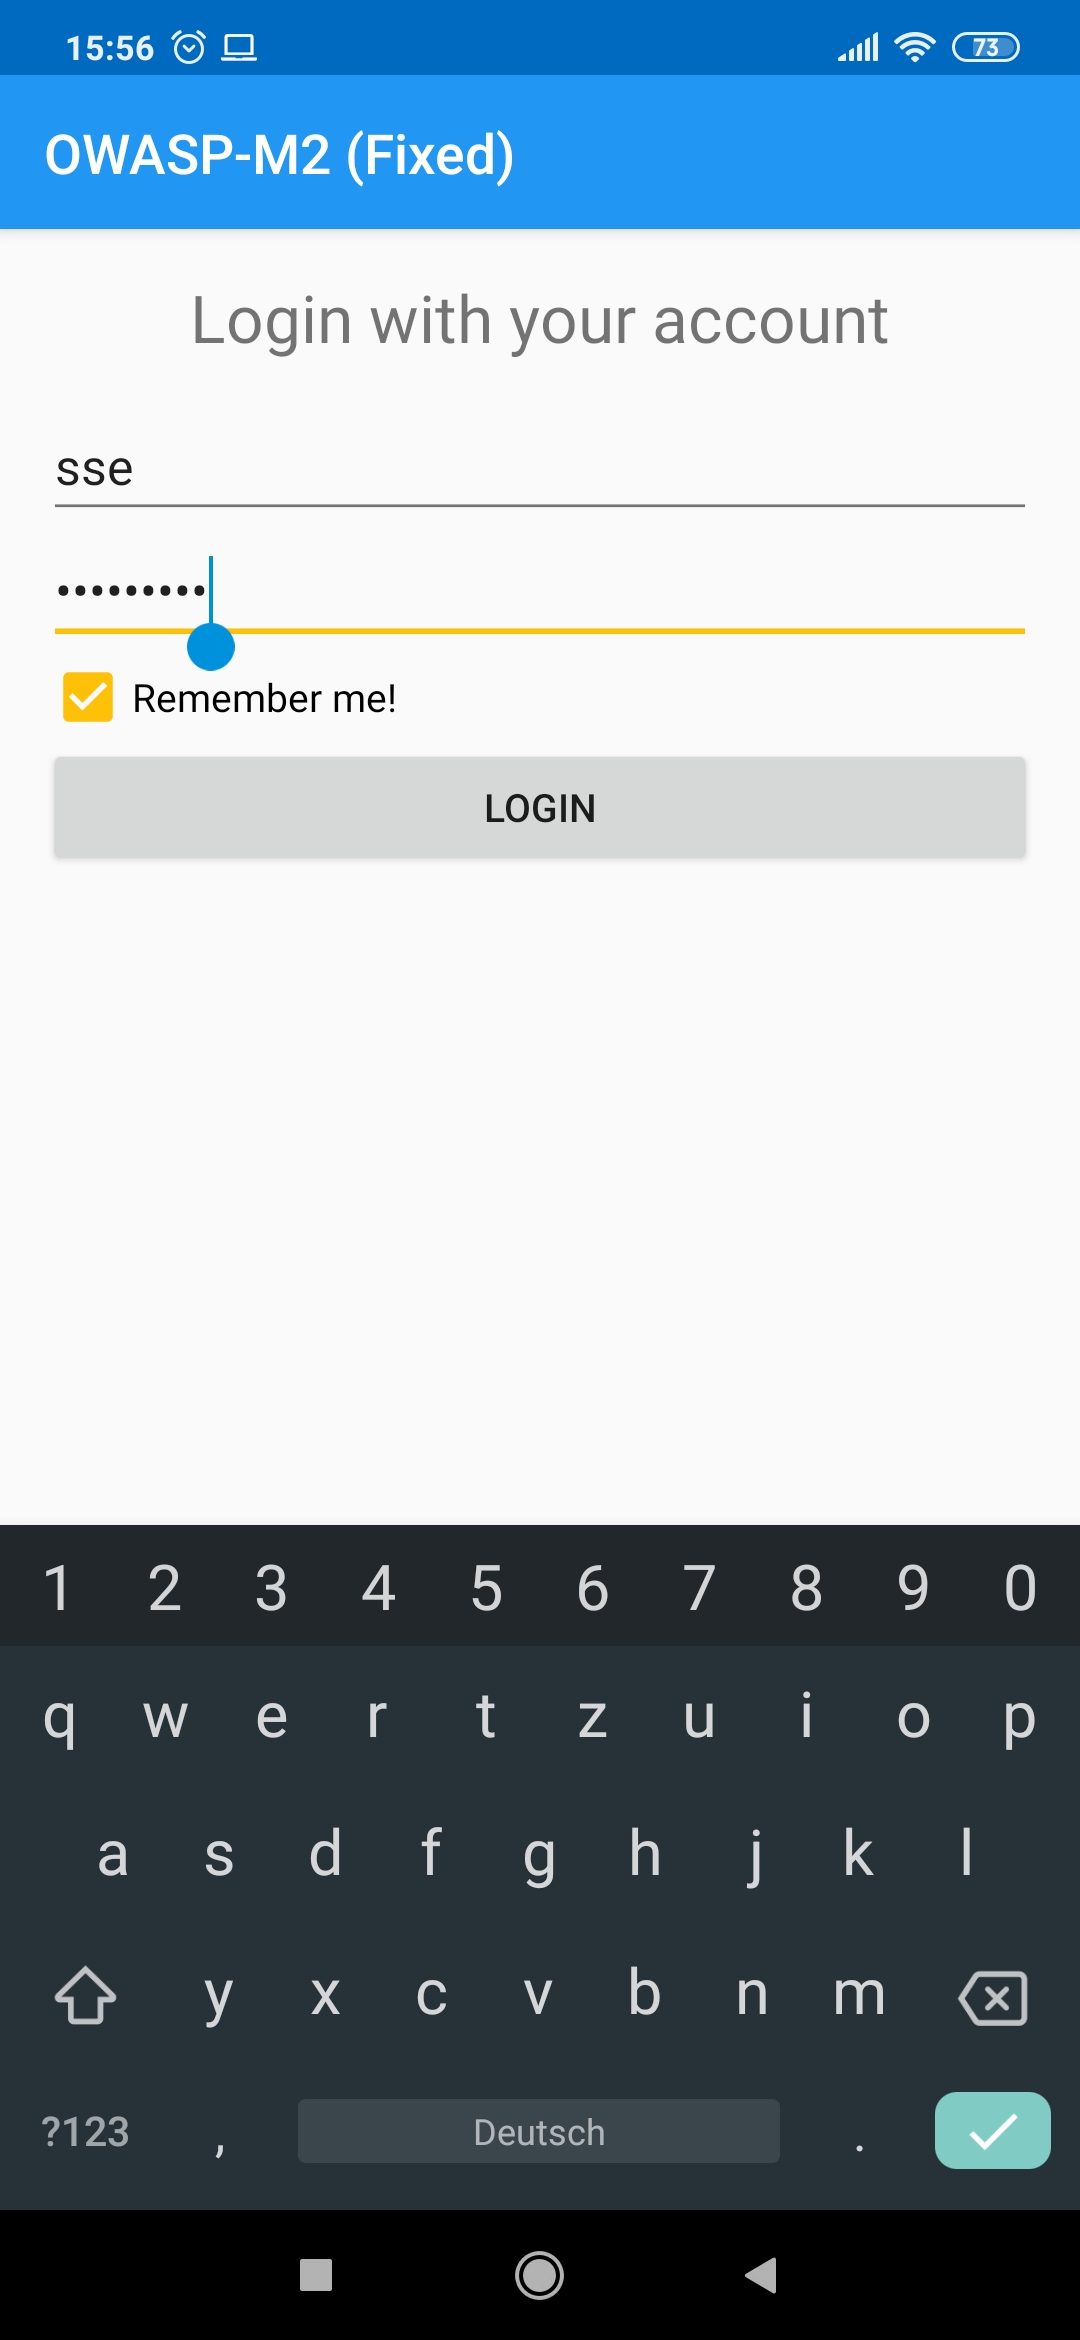 15:56 73
OWASP-M2 (Fixed)
Login with your account
sse
•••••••••
Remember me!
LOGIN
1 2 3 4 5 6 7 8 9 0
q w e r t z u i o p
a s d f g h j k l
y x c v b n m
?123 , Deutsch .